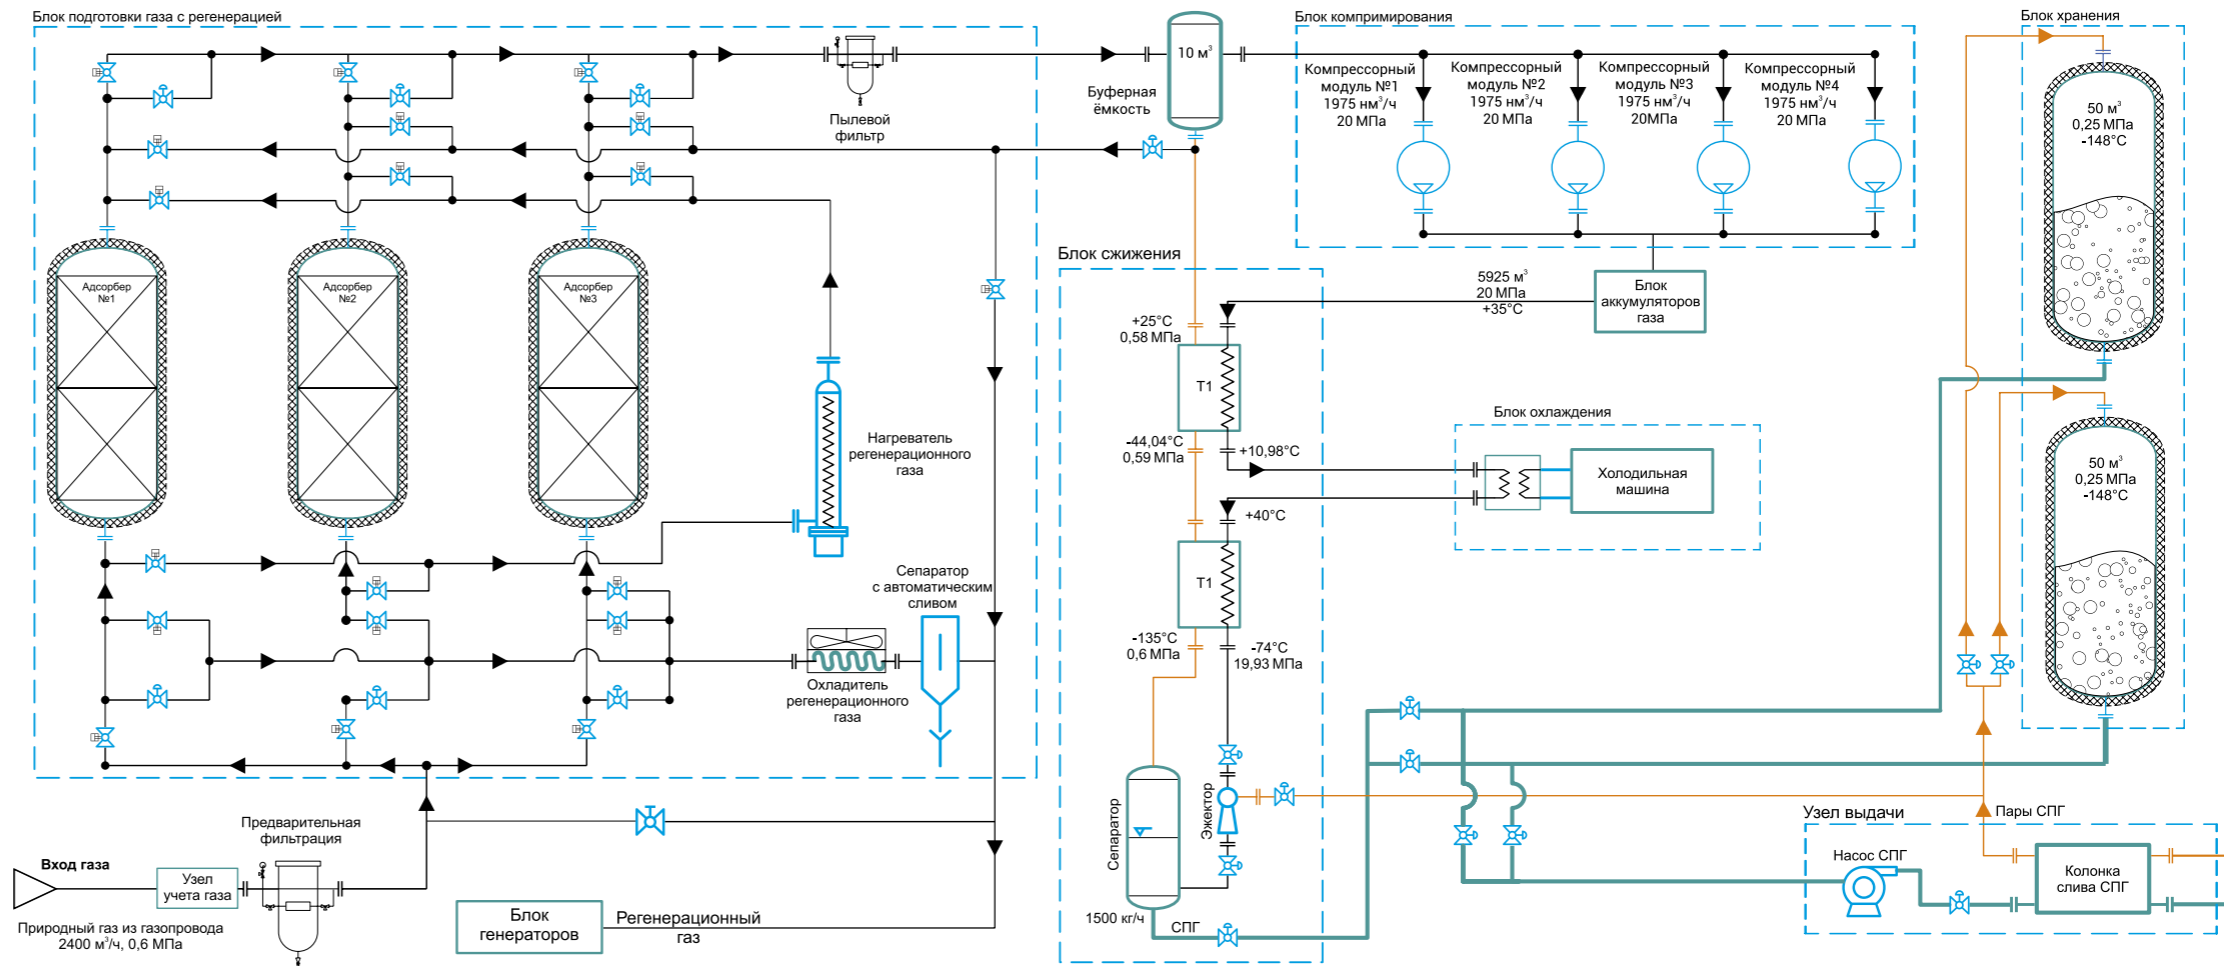 Блок подготовки газа с регенерацией
Пылевой
фильтр
Адсорбер
№1
Адсорбер
№2
Адсорбер
№3
Нагреватель
регенерационного
газа
Сепаратор
с автоматическим
сливом
Охладитель
регенерационного
газа
Предварительная
фильтрация
Вход газа
Узел
учета газа
Природный газ из газопровода
2400 м³/ч, 0,6 МПа
Блок
генераторов
Регенерационный
газ
10 м³
Буферная
ёмкость
Блок компримирования
Компрессорный
модуль №1
1975 нм³/ч
20 МПа
Компрессорный
модуль №2
1975 нм³/ч
20 МПа
Компрессорный
модуль №3
1975 нм³/ч
20МПа
Компрессорный
модуль №4
1975 нм³/ч
20 МПа
Блок
аккумуляторов
газа
5925 м³
20 МПа
+35°C
Блок сжижения
+25°C
0,58 МПа
T1
-44,04°C
0,59 МПа
+10,98°C
+40°C
T1
-135°C
0,6 МПа
-74°C
19,93 МПа
Сепаратор
Эжектор
1500 кг/ч
СПГ
Блок охлаждения
Холодильная
машина
Блок хранения
50 м³
0,25 МПа
-148°C
50 м³
0,25 МПа
-148°C
Узел выдачи
Пары СПГ
Насос СПГ
Колонка
слива СПГ